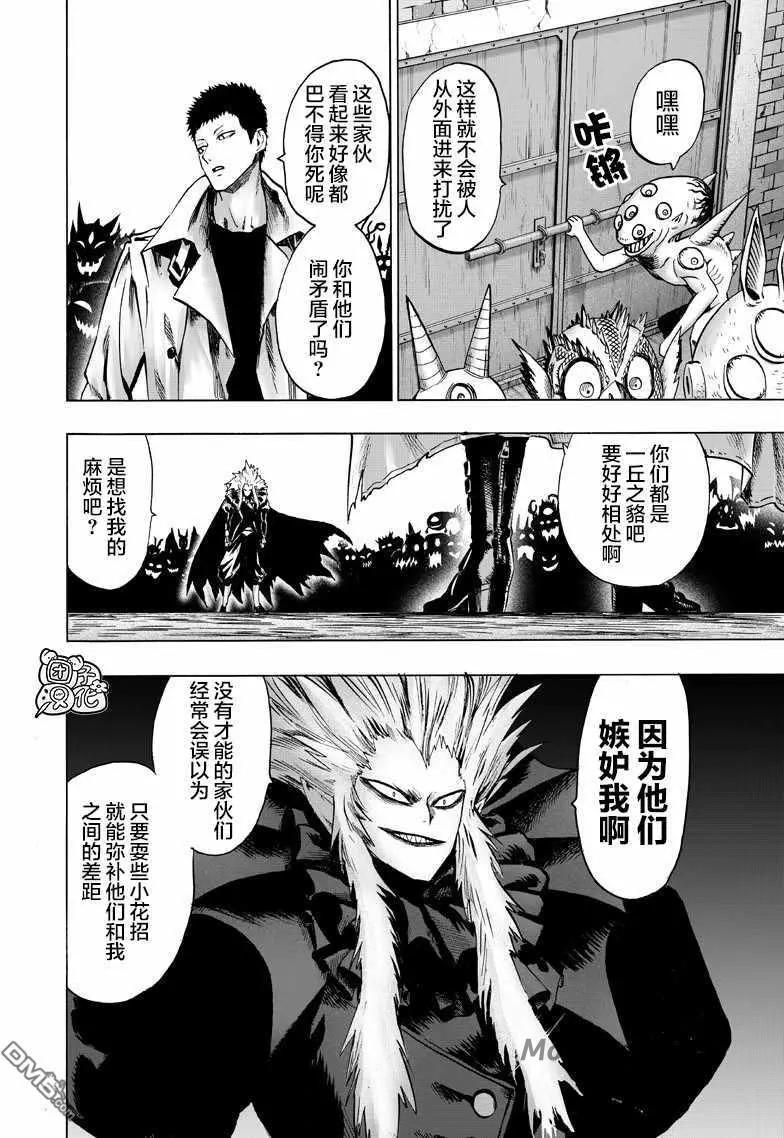 嘿
嘿
这样就不会被人
从外面进来打扰了
咔
锵
这些家伙
看起来好像都
巴不得你死呢
你和他们
闹矛盾了吗？
你们都是
一丘之貉吧
要好好相处啊
是想找我的
麻烦吧？
因为他们
嫉妒我啊
没有才能的家伙们
经常会误以为
只要耍些小花招
就能弥补他们和我
之间的差距
团子
汉化
DM5.com
Mo